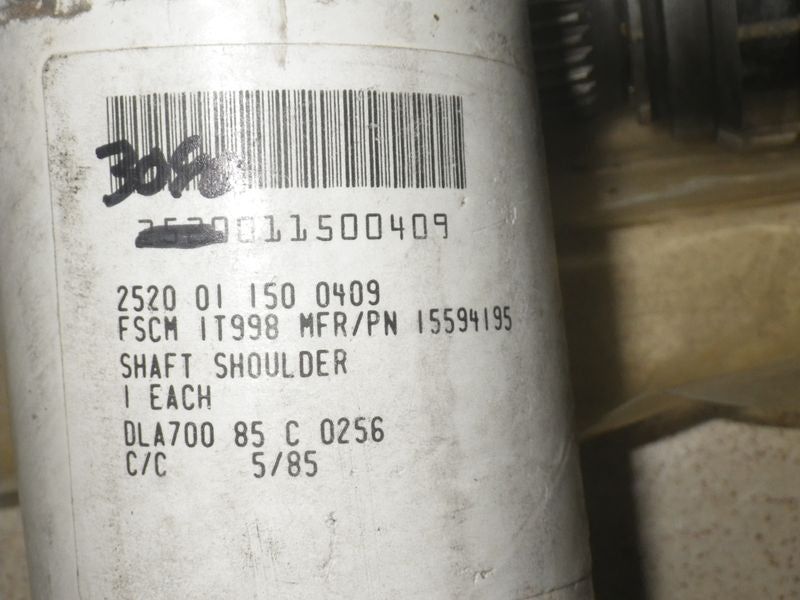 3040
2520011500409
2520 01 150 0409
FSCM 1T998 MFR/PN 15594195
SHAFT SHOULDER
1 EACH
DLA700 85 C 0256
C/C 5/85